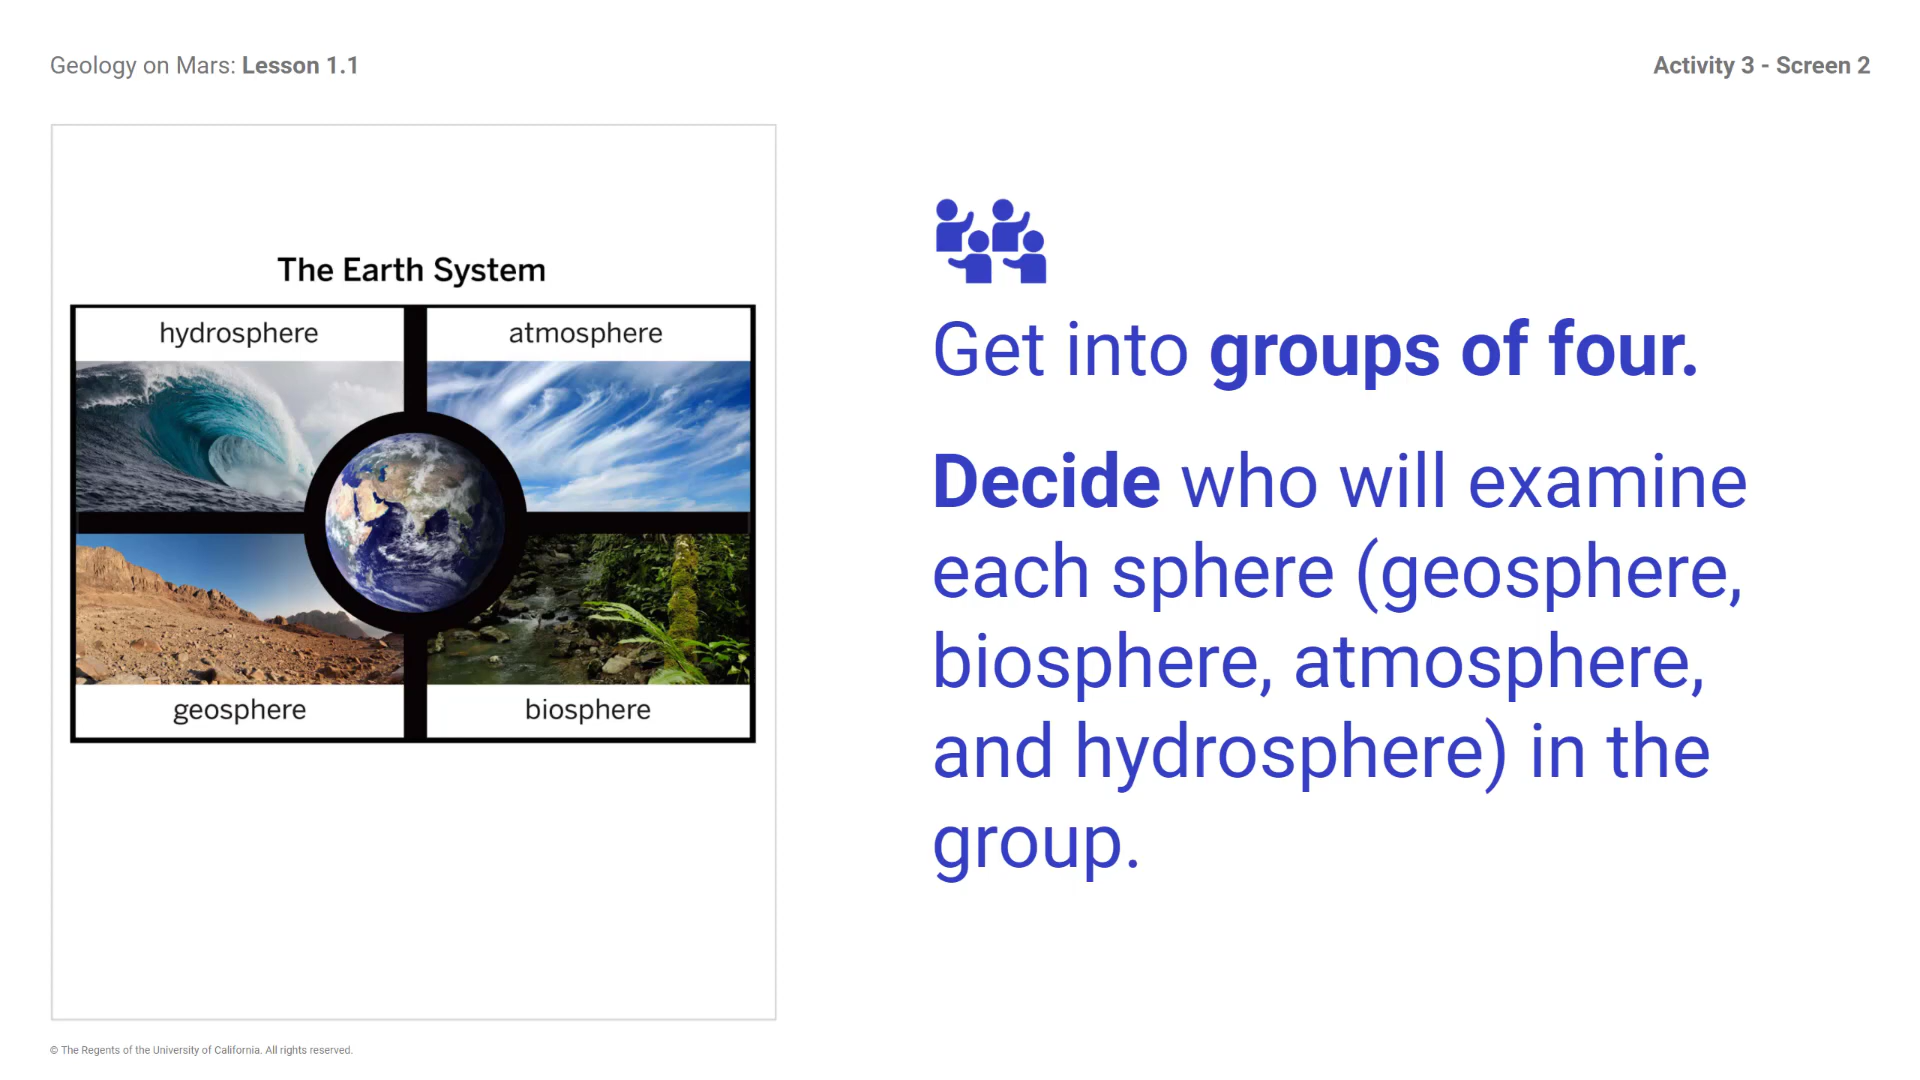 Geology on Mars: Lesson 1.1
Activity 3 - Screen 2
The Earth System
hydrosphere
atmosphere
geosphere
biosphere
Get into groups of four.
Decide who will examine
each sphere (geosphere,
biosphere, atmosphere,
and hydrosphere) in the
group.
© The Regents of the University of California. All rights reserved.